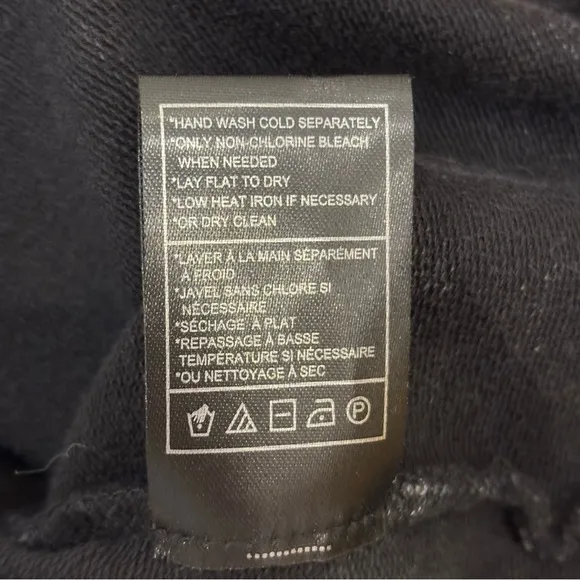 *HAND WASH COLD SEPARATELY
*ONLY NON-CHLORINE BLEACH
WHEN NEEDED
*LAY FLAT TO DRY
*LOW HEAT IRON IF NECESSARY
*OR DRY CLEAN
*LAVER À LA MAIN SÉPARÉMENT
À FROID
*JAVEL SANS CHLORE SI
NÉCESSAIRE
*SÉCHAGE À PLAT
*REPASSAGE À BASSE
TEMPÉRATURE SI NÉCESSAIRE
*OU NETTOYAGE À SEC
P